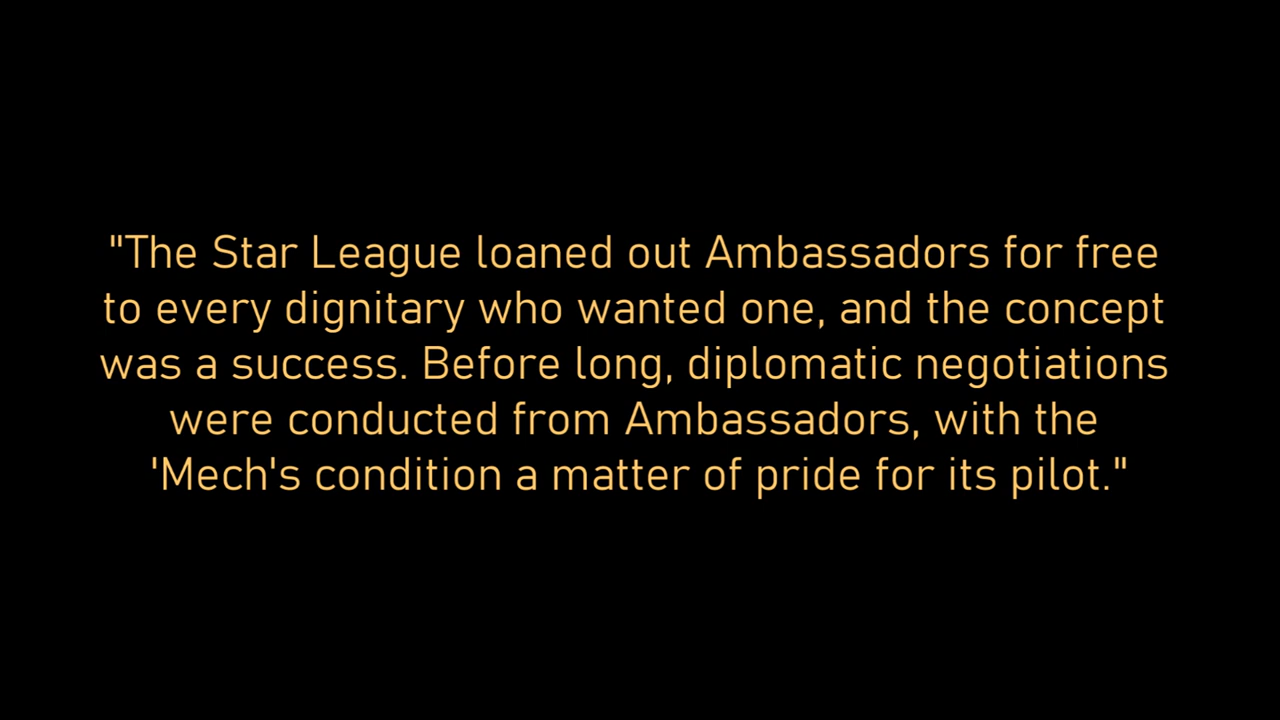 "The Star League loaned out Ambassadors for free
to every dignitary who wanted one, and the concept
was a success. Before long, diplomatic negotiations
were conducted from Ambassadors, with the
'Mech's condition a matter of pride for its pilot."